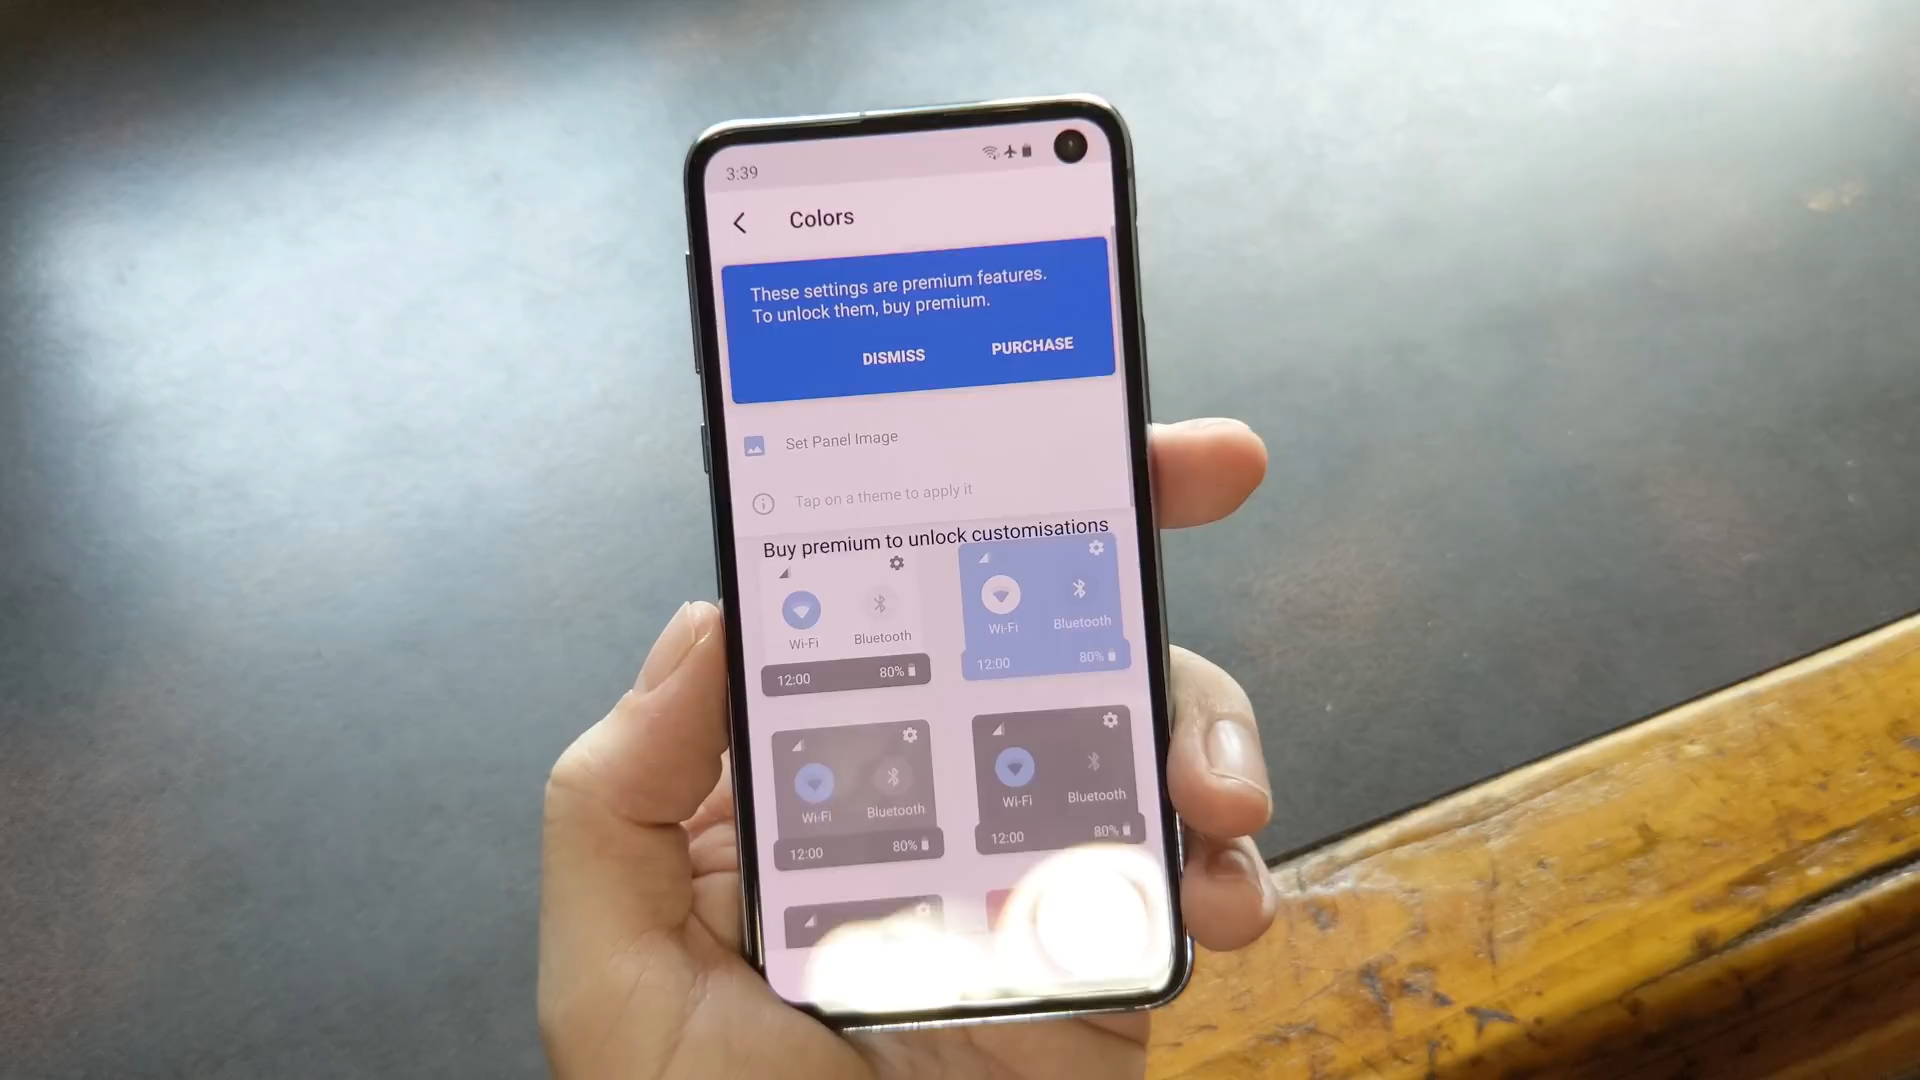 3:39
Colors
These settings are premium features.
To unlock them, buy premium.
DISMISS PURCHASE
Set Panel Image
Tap on a theme to apply it
Buy premium to unlock customisations
Wi-Fi Bluetooth
12:00 80%
Wi-Fi Bluetooth
12:00 80%
Wi-Fi Bluetooth
12:00 80%
Wi-Fi Bluetooth
12:00 80%